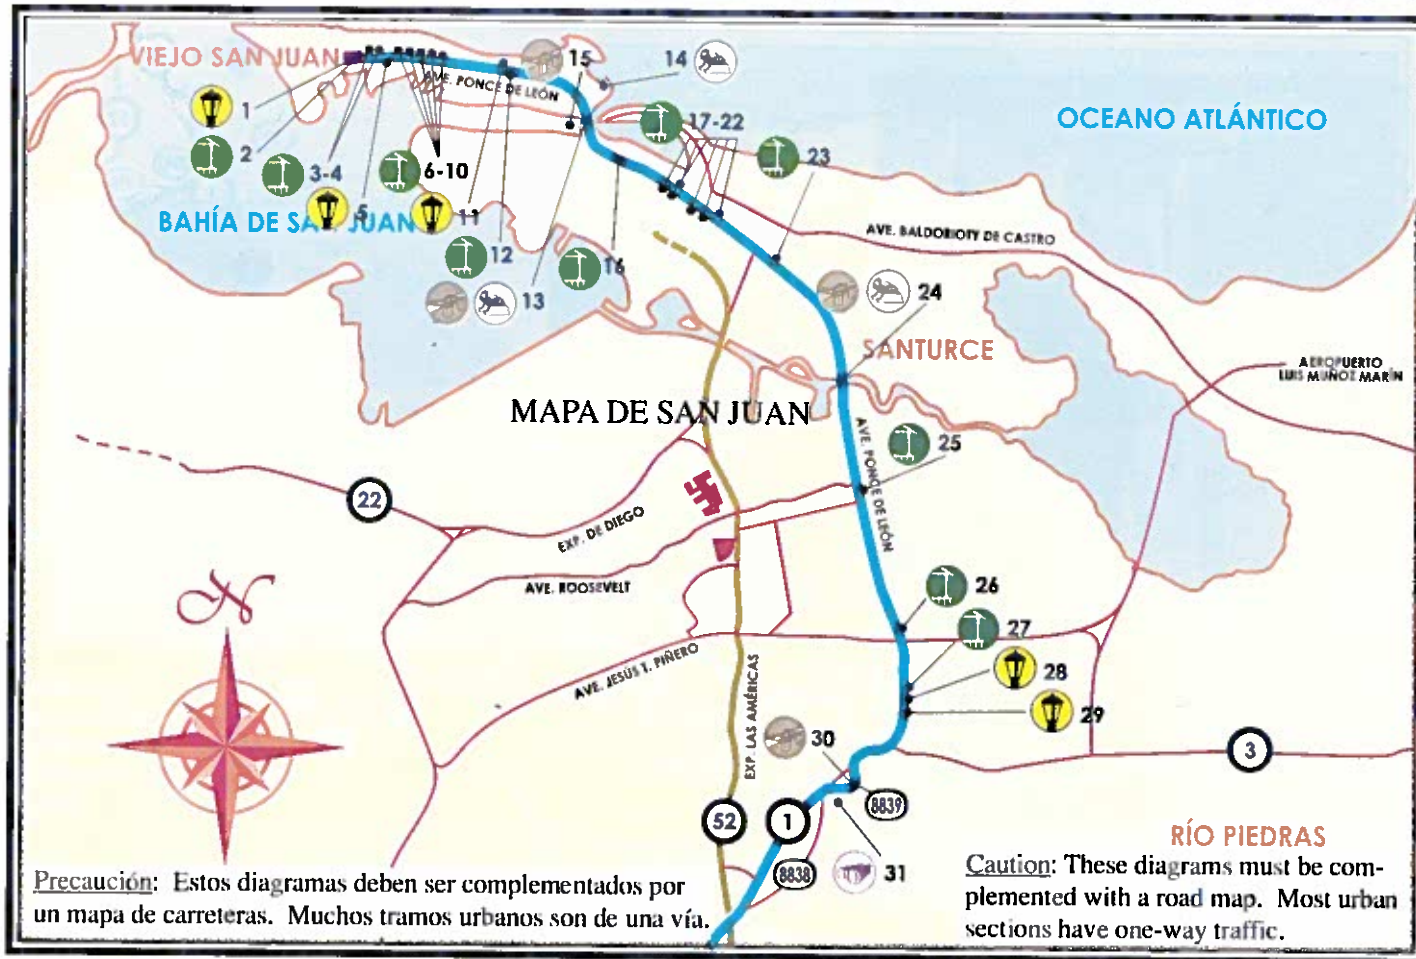 VIEJO SAN JUAN
15
14
AVE. PONCE DE LEÓN
1
17-22
OCEANO ATLÁNTICO
2
3-4
6-10
23
5
11
BAHÍA DE SAN JUAN
AVE. BALDORIOTY DE CASTRO
12
16
13
24
SANTURCE
AEROPUERTO
LUIS MUÑOZ MARÍN
MAPA DE SAN JUAN
25
AVE. PONCE DE LEÓN
22
EXP. DE DIEGO
AVE. ROOSEVELT
26
N
27
AVE. JESÚS T. PIÑERO
28
EXP. LAS AMÉRICAS
29
30
3
8839
52
1
RÍO PIEDRAS
8838
31
Precaución: Estos diagramas deben ser complementados por
un mapa de carreteras. Muchos tramos urbanos son de una vía.
Caution: These diagrams must be com-
plemented with a road map. Most urban
sections have one-way traffic.